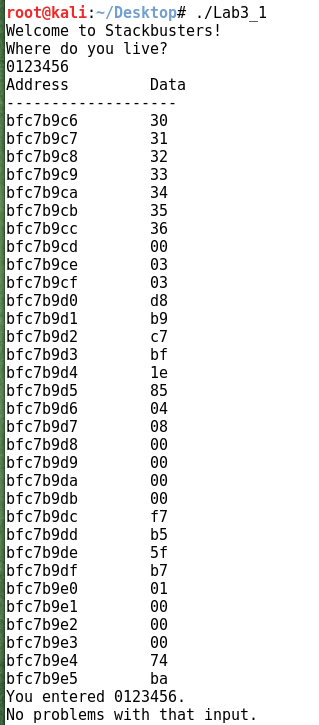 root@kali:~/Desktop# ./Lab3_1
Welcome to Stackbusters!
Where do you live?
0123456
Address         Data
-------------------
bfc7b9c6        30
bfc7b9c7        31
bfc7b9c8        32
bfc7b9c9        33
bfc7b9ca        34
bfc7b9cb        35
bfc7b9cc        36
bfc7b9cd        00
bfc7b9ce        03
bfc7b9cf        03
bfc7b9d0        d8
bfc7b9d1        b9
bfc7b9d2        c7
bfc7b9d3        bf
bfc7b9d4        1e
bfc7b9d5        85
bfc7b9d6        04
bfc7b9d7        08
bfc7b9d8        00
bfc7b9d9        00
bfc7b9da        00
bfc7b9db        00
bfc7b9dc        f7
bfc7b9dd        b5
bfc7b9de        5f
bfc7b9df        b7
bfc7b9e0        01
bfc7b9e1        00
bfc7b9e2        00
bfc7b9e3        00
bfc7b9e4        74
bfc7b9e5        ba
You entered 0123456.
No problems with that input.